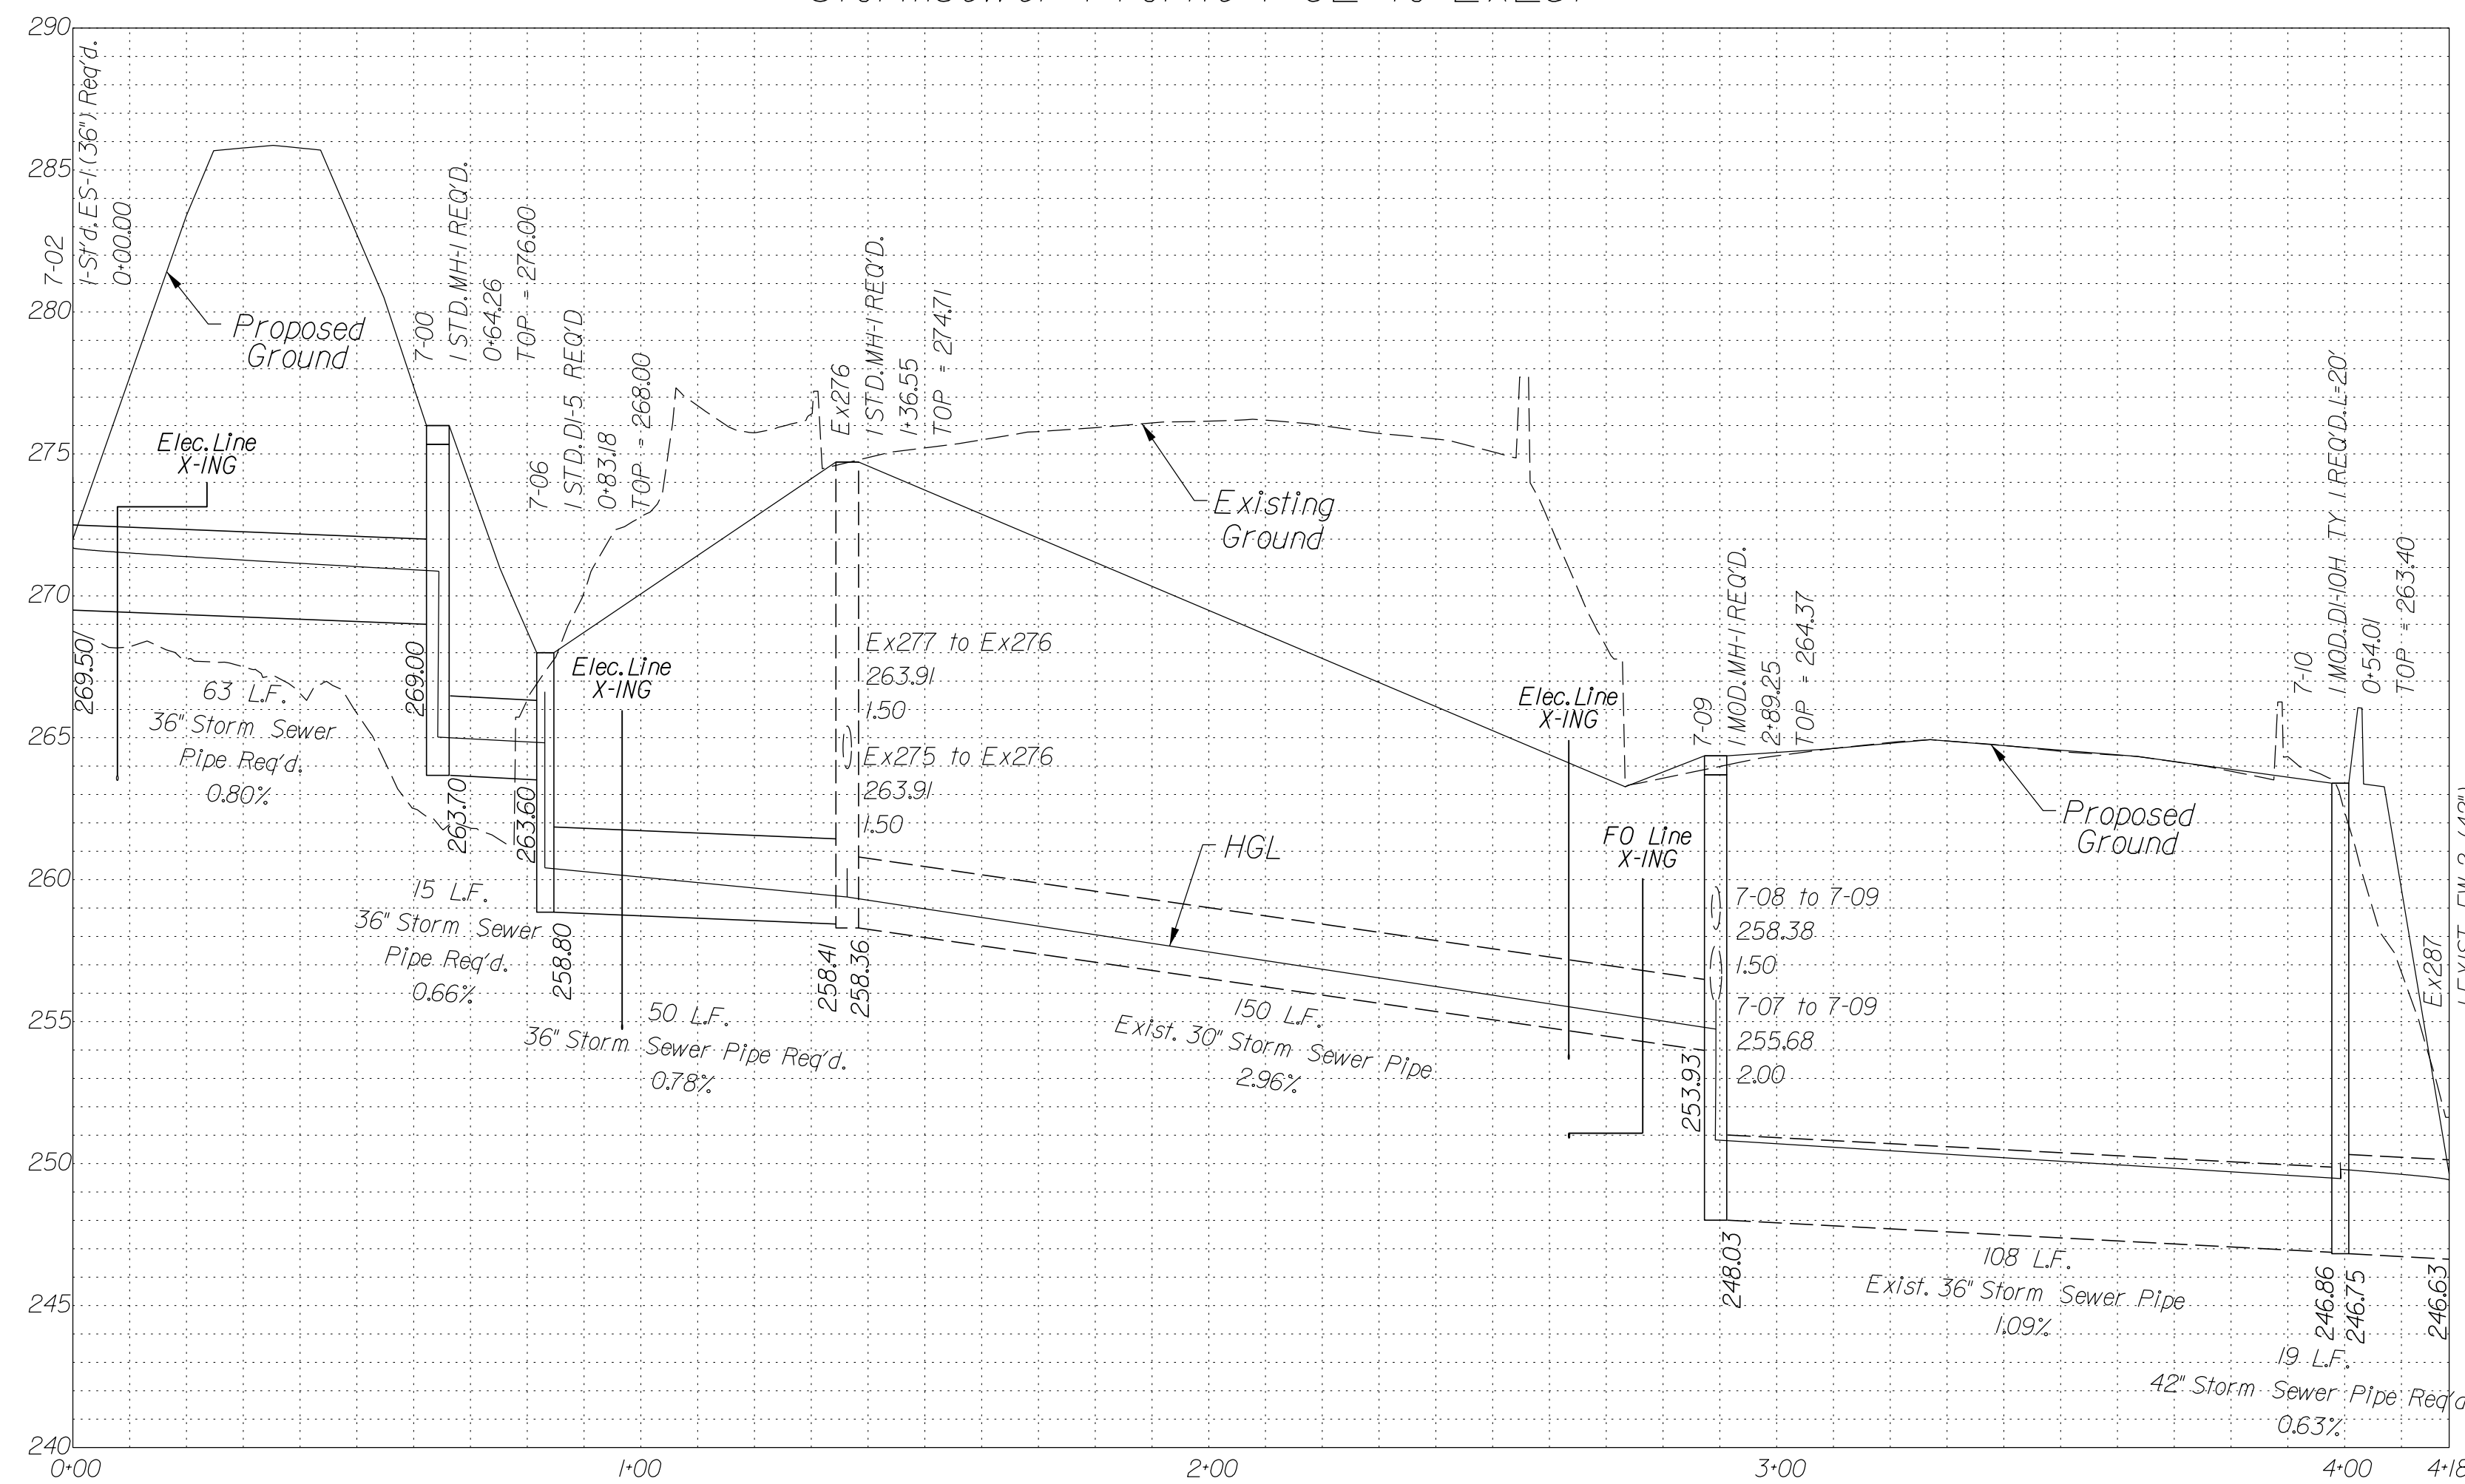 290
285
280
275
270
265
260
255
250
245
240
0+00
1+00
2+00
3+00
4+00
4+18
7-02
1-St'd. ES-1 (36") Req'd.
0+00.00
Proposed
Ground
Elec. Line
X-ING
269.50
63 L.F.
36" Storm Sewer
Pipe Req'd.
0.80%
7-00
1 STD. MH-1 REQ'D.
0+64.26
TOP = 276.00
269.00
263.70
7-06
1 STD. DI-5 REQ'D
0+83.18
TOP = 268.00
263.60
15 L.F.
36" Storm Sewer
Pipe Req'd.
0.66%
258.80
Elec. Line
X-ING
50 L.F.
36" Storm Sewer Pipe Req'd.
0.78%
Ex276
1 STD. MH-1 REQ'D.
1+36.55
TOP = 274.71
Ex277 to Ex276
263.91
1.50
Ex275 to Ex276
263.91
1.50
258.41
258.36
Existing
Ground
HGL
150 L.F.
Exist. 30" Storm Sewer Pipe
2.96%
Elec. Line
X-ING
FO Line
X-ING
7-09
1 MOD. MH-1 REQ'D.
2+89.25
TOP = 264.37
7-08 to 7-09
258.38
1.50
7-07 to 7-09
255.68
2.00
253.93
248.03
Proposed
Ground
108 L.F.
Exist. 36" Storm Sewer Pipe
1.09%
7-10
1 MOD. DI-10H TY. 1 REQ'D. L=20'
0+54.01
TOP = 263.40
246.86
246.75
19 L.F.
42" Storm Sewer Pipe Req'd
0.63%
Ex287
246.63